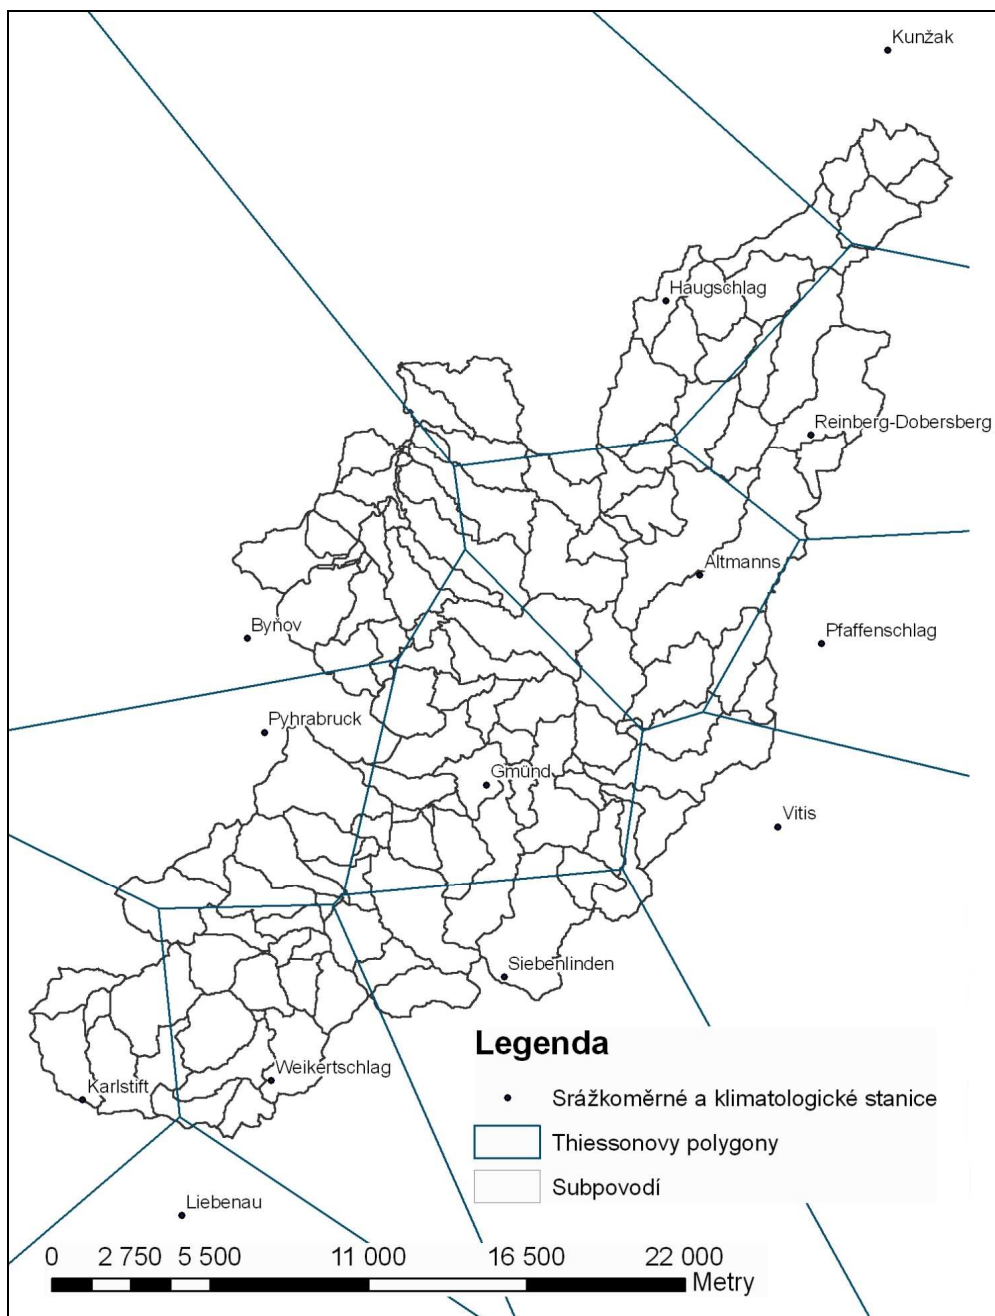 Kunžak
Haugschlag
Reinberg-Dobersberg
Altmanns
Byňov
Pfaffenschlag
Pyhrabruck
Gmünd
Vitis
Siebenlinden
Legenda
Weikertschlag
Karlstift
Srážkoměrné a klimatologické stanice
Thiessonovy polygony
Subpovodí
Liebenau
0 2 750 5 500 11 000 16 500 22 000
Metry